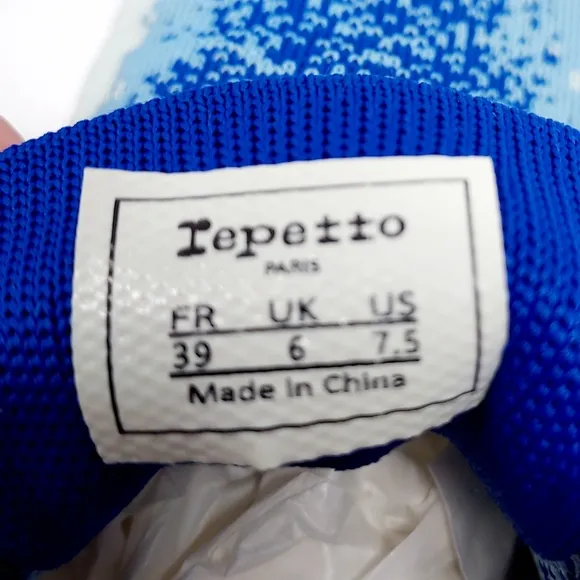 repetto
PARIS
FR UK US
39 6 7.5
Made in China